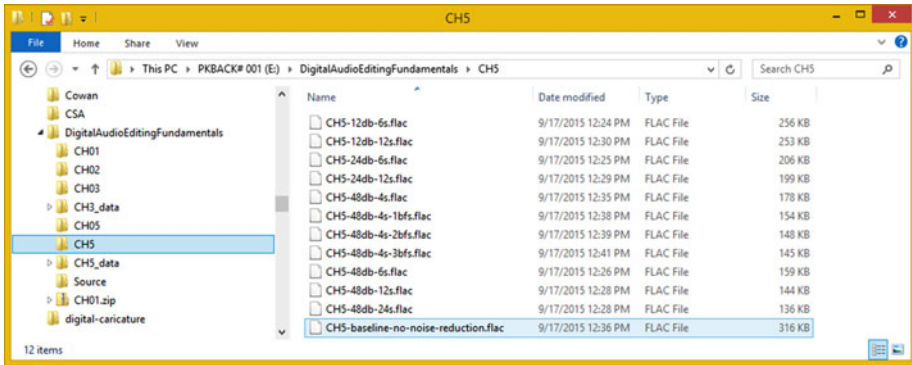 CH5
File Home Share View
This PC PKBACK# 001 (E:) DigitalAudioEditingFundamentals CH5 Search CH5
Cowan
CSA
DigitalAudioEditingFundamentals
CH01
CH02
CH03
CH3_data
CH05
CH5
CH5_data
Source
CH01.zip
digital-caricature
Name Date modified Type Size
CH5-12db-6s.flac 9/17/2015 12:24 PM FLAC File 256 KB
CH5-12db-12s.flac 9/17/2015 12:30 PM FLAC File 253 KB
CH5-24db-6s.flac 9/17/2015 12:25 PM FLAC File 206 KB
CH5-24db-12s.flac 9/17/2015 12:29 PM FLAC File 199 KB
CH5-48db-4s.flac 9/17/2015 12:35 PM FLAC File 178 KB
CH5-48db-4s-1bfs.flac 9/17/2015 12:38 PM FLAC File 154 KB
CH5-48db-4s-2bfs.flac 9/17/2015 12:39 PM FLAC File 148 KB
CH5-48db-4s-3bfs.flac 9/17/2015 12:41 PM FLAC File 145 KB
CH5-48db-6s.flac 9/17/2015 12:26 PM FLAC File 159 KB
CH5-48db-12s.flac 9/17/2015 12:28 PM FLAC File 144 KB
CH5-48db-24s.flac 9/17/2015 12:28 PM FLAC File 136 KB
CH5-baseline-no-noise-reduction.flac 9/17/2015 12:36 PM FLAC File 316 KB
12 items